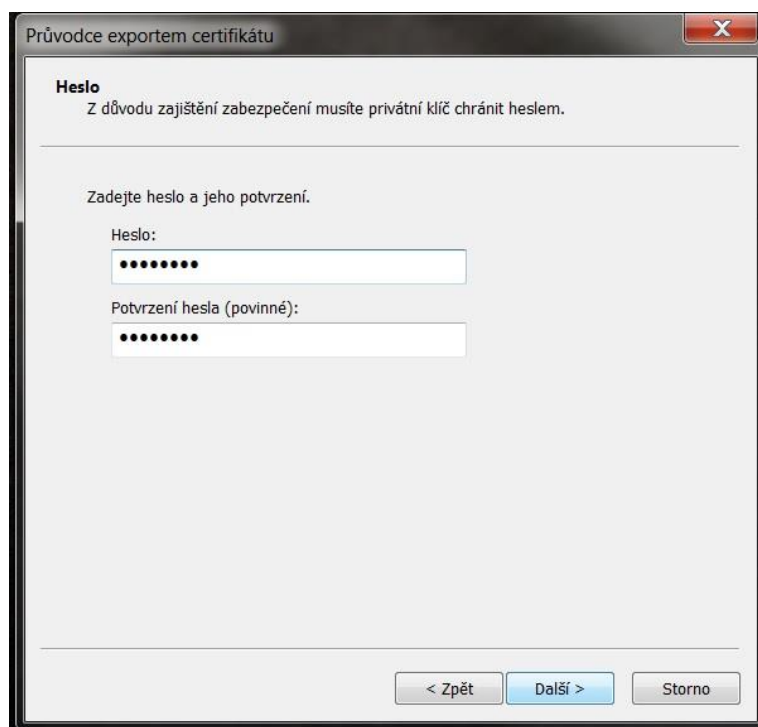 Průvodce exportem certifikátu
X
Heslo
Z důvodu zajištění zabezpečení musíte privátní klíč chránit heslem.
Zadejte heslo a jeho potvrzení.
Heslo:
●●●●●●●●
Potvrzení hesla (povinné):
●●●●●●●●
< Zpět Další > Storno